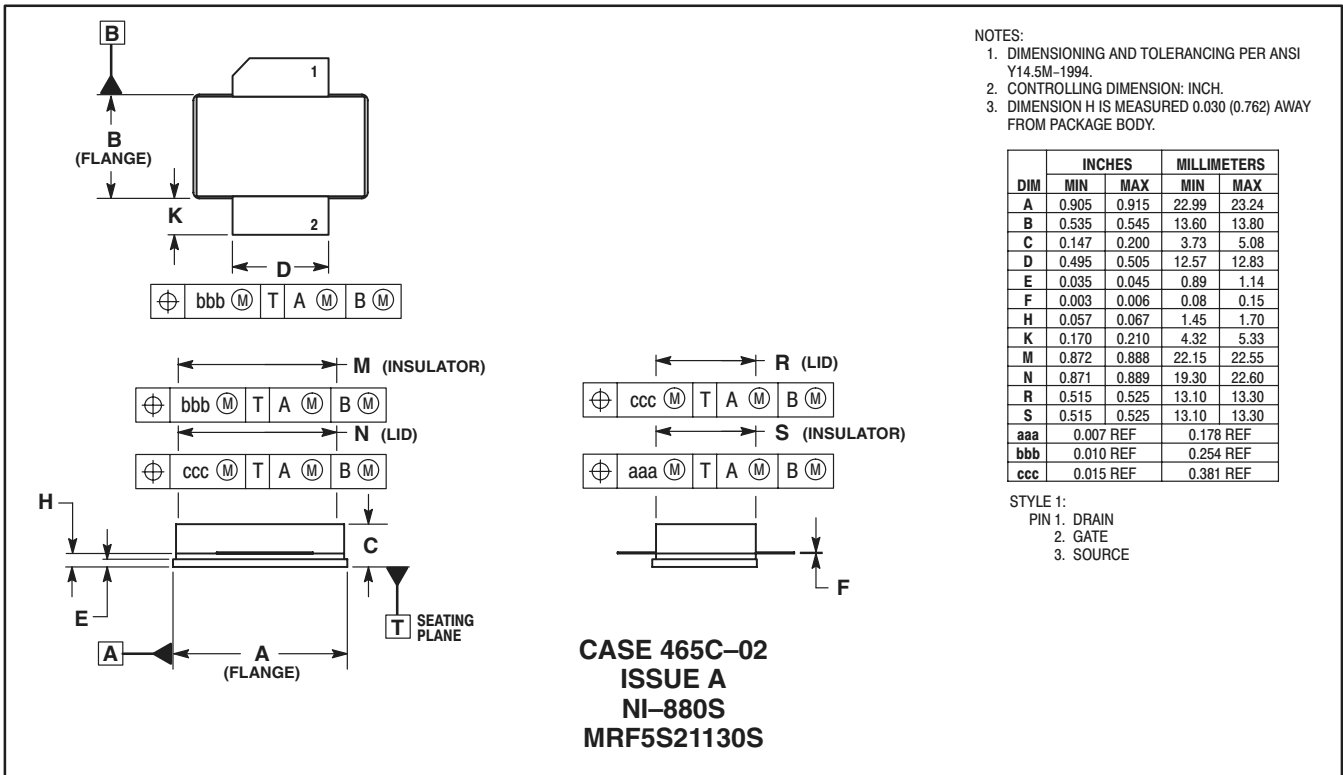 B
1
B
(FLANGE)
K
2
D
⌖ bbb Ⓜ T A Ⓜ B Ⓜ
M (INSULATOR)
⌖ bbb Ⓜ T A Ⓜ B Ⓜ
N (LID)
⌖ ccc Ⓜ T A Ⓜ B Ⓜ
H
C
E
T SEATING
PLANE
A
A
(FLANGE)
R (LID)
⌖ ccc Ⓜ T A Ⓜ B Ⓜ
S (INSULATOR)
⌖ aaa Ⓜ T A Ⓜ B Ⓜ
F
CASE 465C–02
ISSUE A
NI–880S
MRF5S21130S
NOTES:
1. DIMENSIONING AND TOLERANCING PER ANSI
Y14.5M–1994.
2. CONTROLLING DIMENSION: INCH.
3. DIMENSION H IS MEASURED 0.030 (0.762) AWAY
FROM PACKAGE BODY.
INCHES MILLIMETERS
DIM MIN MAX MIN MAX
A 0.905 0.915 22.99 23.24
B 0.535 0.545 13.60 13.80
C 0.147 0.200 3.73 5.08
D 0.495 0.505 12.57 12.83
E 0.035 0.045 0.89 1.14
F 0.003 0.006 0.08 0.15
H 0.057 0.067 1.45 1.70
K 0.170 0.210 4.32 5.33
M 0.872 0.888 22.15 22.55
N 0.871 0.889 19.30 22.60
R 0.515 0.525 13.10 13.30
S 0.515 0.525 13.10 13.30
aaa 0.007 REF 0.178 REF
bbb 0.010 REF 0.254 REF
ccc 0.015 REF 0.381 REF
STYLE 1:
PIN 1. DRAIN
2. GATE
3. SOURCE